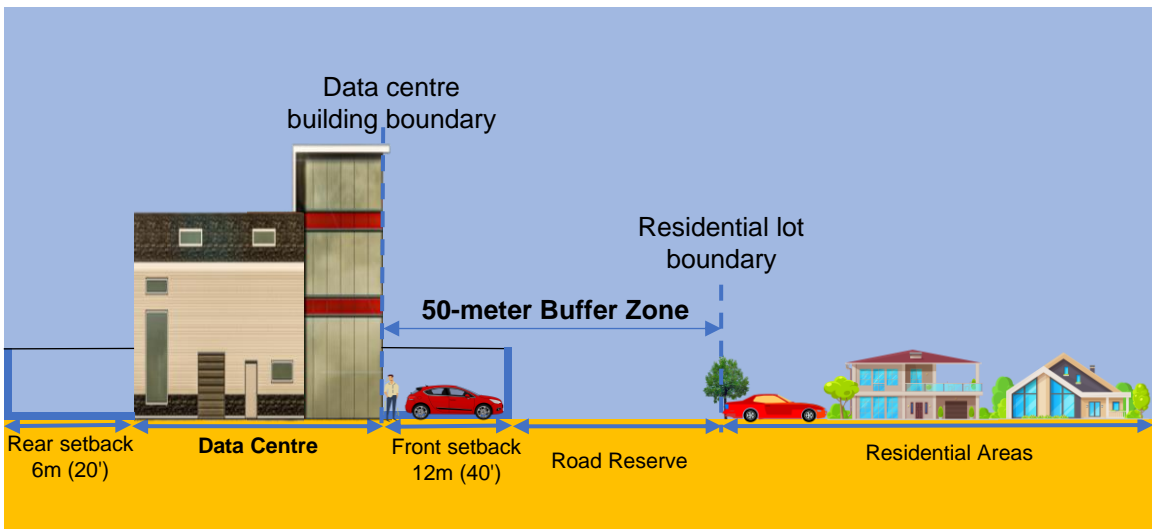 Data centre
building boundary
Residential lot
boundary
50-meter Buffer Zone
Rear setback
6m (20')
Data Centre
Front setback
12m (40')
Road Reserve
Residential Areas